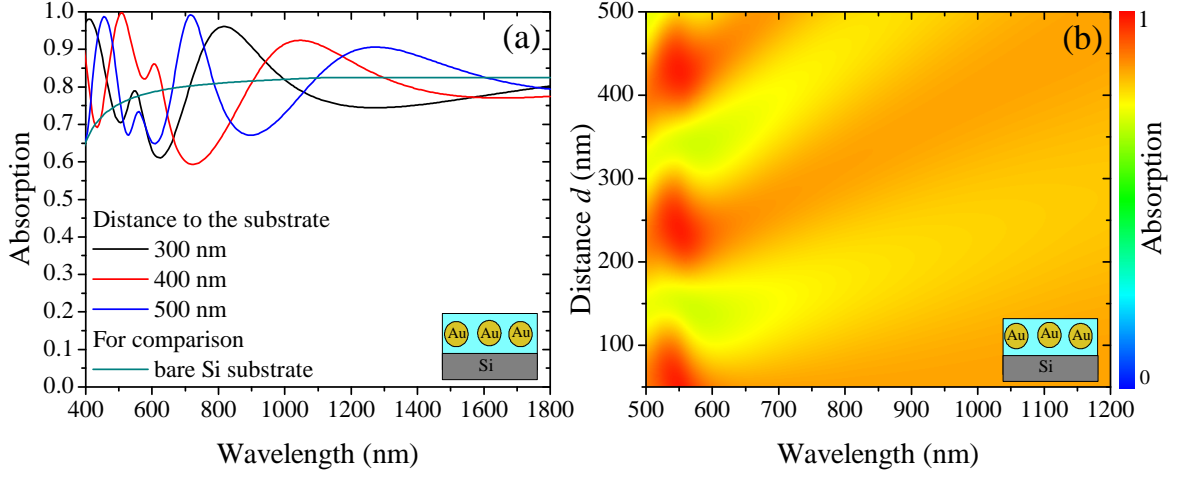 (a)
1.0
0.9
0.8
0.7
0.6
0.5
0.4
0.3
0.2
0.1
0.0
Absorption
Distance to the substrate
300 nm
400 nm
500 nm
For comparison
bare Si substrate
Au Au Au
Si
400 600 800 1000 1200 1400 1600 1800
Wavelength (nm)
(b)
500
400
300
200
100
Distance d (nm)
Au Au Au
Si
500 600 700 800 900 1000 1100 1200
Wavelength (nm)
1
0
Absorption